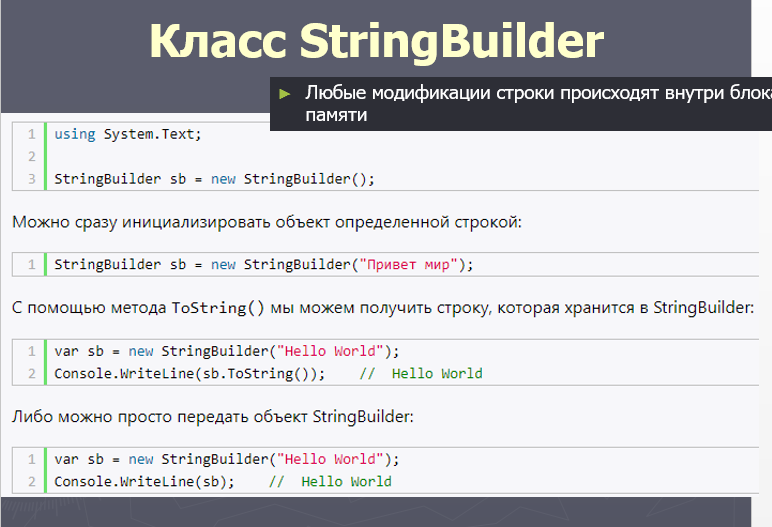 Класс StringBuilder
► Любые модификации строки происходят внутри блока
памяти
1 using System.Text;
2
3 StringBuilder sb = new StringBuilder();
Можно сразу инициализировать объект определенной строкой:
1 StringBuilder sb = new StringBuilder("Привет мир");
С помощью метода ToString() мы можем получить строку, которая хранится в StringBuilder:
1 var sb = new StringBuilder("Hello World");
2 Console.WriteLine(sb.ToString()); // Hello World
Либо можно просто передать объект StringBuilder:
1 var sb = new StringBuilder("Hello World");
2 Console.WriteLine(sb); // Hello World